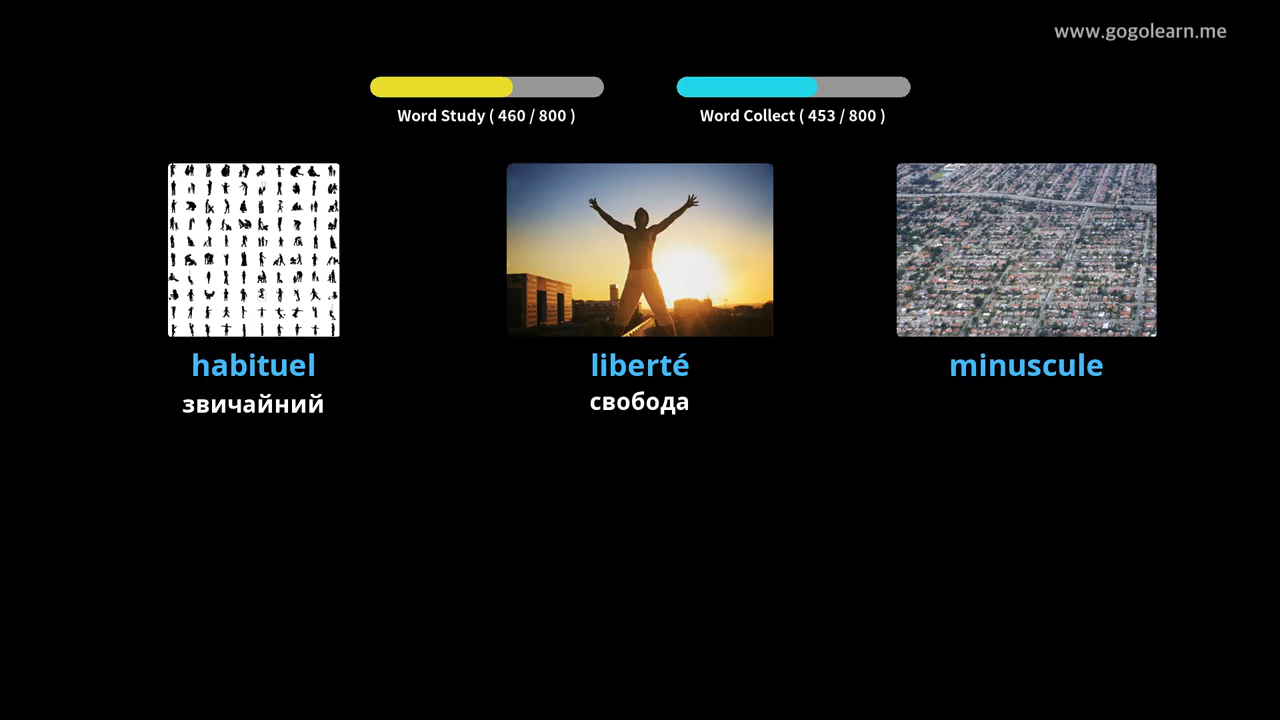 www.gogolearn.me
Word Study ( 460 / 800 )
Word Collect ( 453 / 800 )
habituel
звичайний
liberté
свобода
minuscule